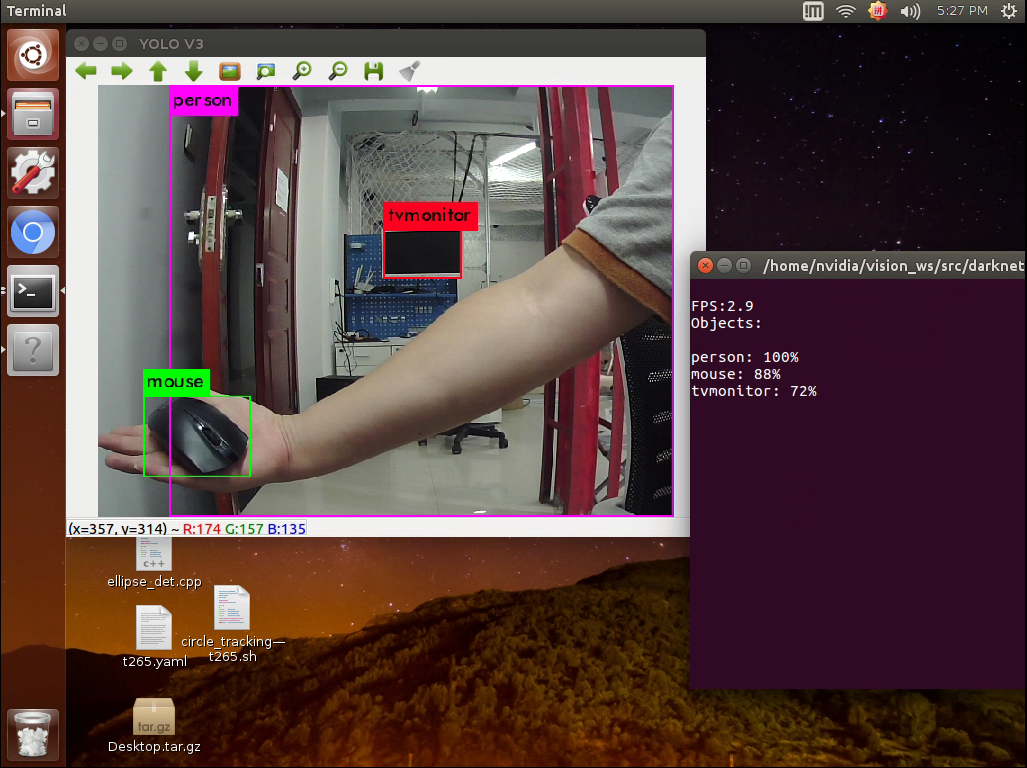 Terminal
5:27 PM
YOLO V3
person
tvmonitor
mouse
(x=357, y=314) ~ R:174 G:157 B:135
/home/nvidia/vision_ws/src/darknet
FPS:2.9
Objects:
person: 100%
mouse: 88%
tvmonitor: 72%
c++
ellipse_det.cpp
t265.yaml
circle_tracking—
t265.sh
tar.gz
Desktop.tar.gz